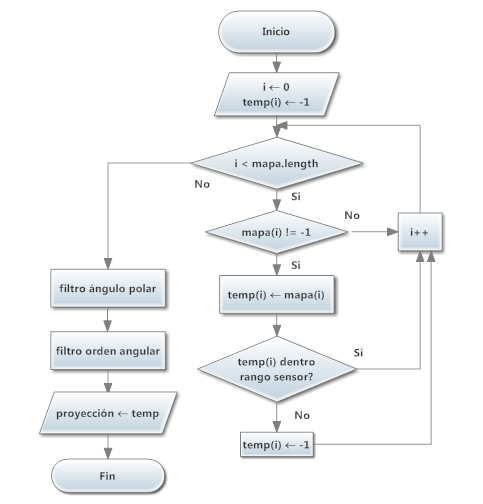 Inicio
i ← 0
temp(i) ← -1
i < mapa.length
No
Si
mapa(i) != -1
No
i++
Si
temp(i) ← mapa(i)
filtro ángulo polar
filtro orden angular
temp(i) dentro
rango sensor?
Si
No
proyección ← temp
temp(i) ← -1
Fin